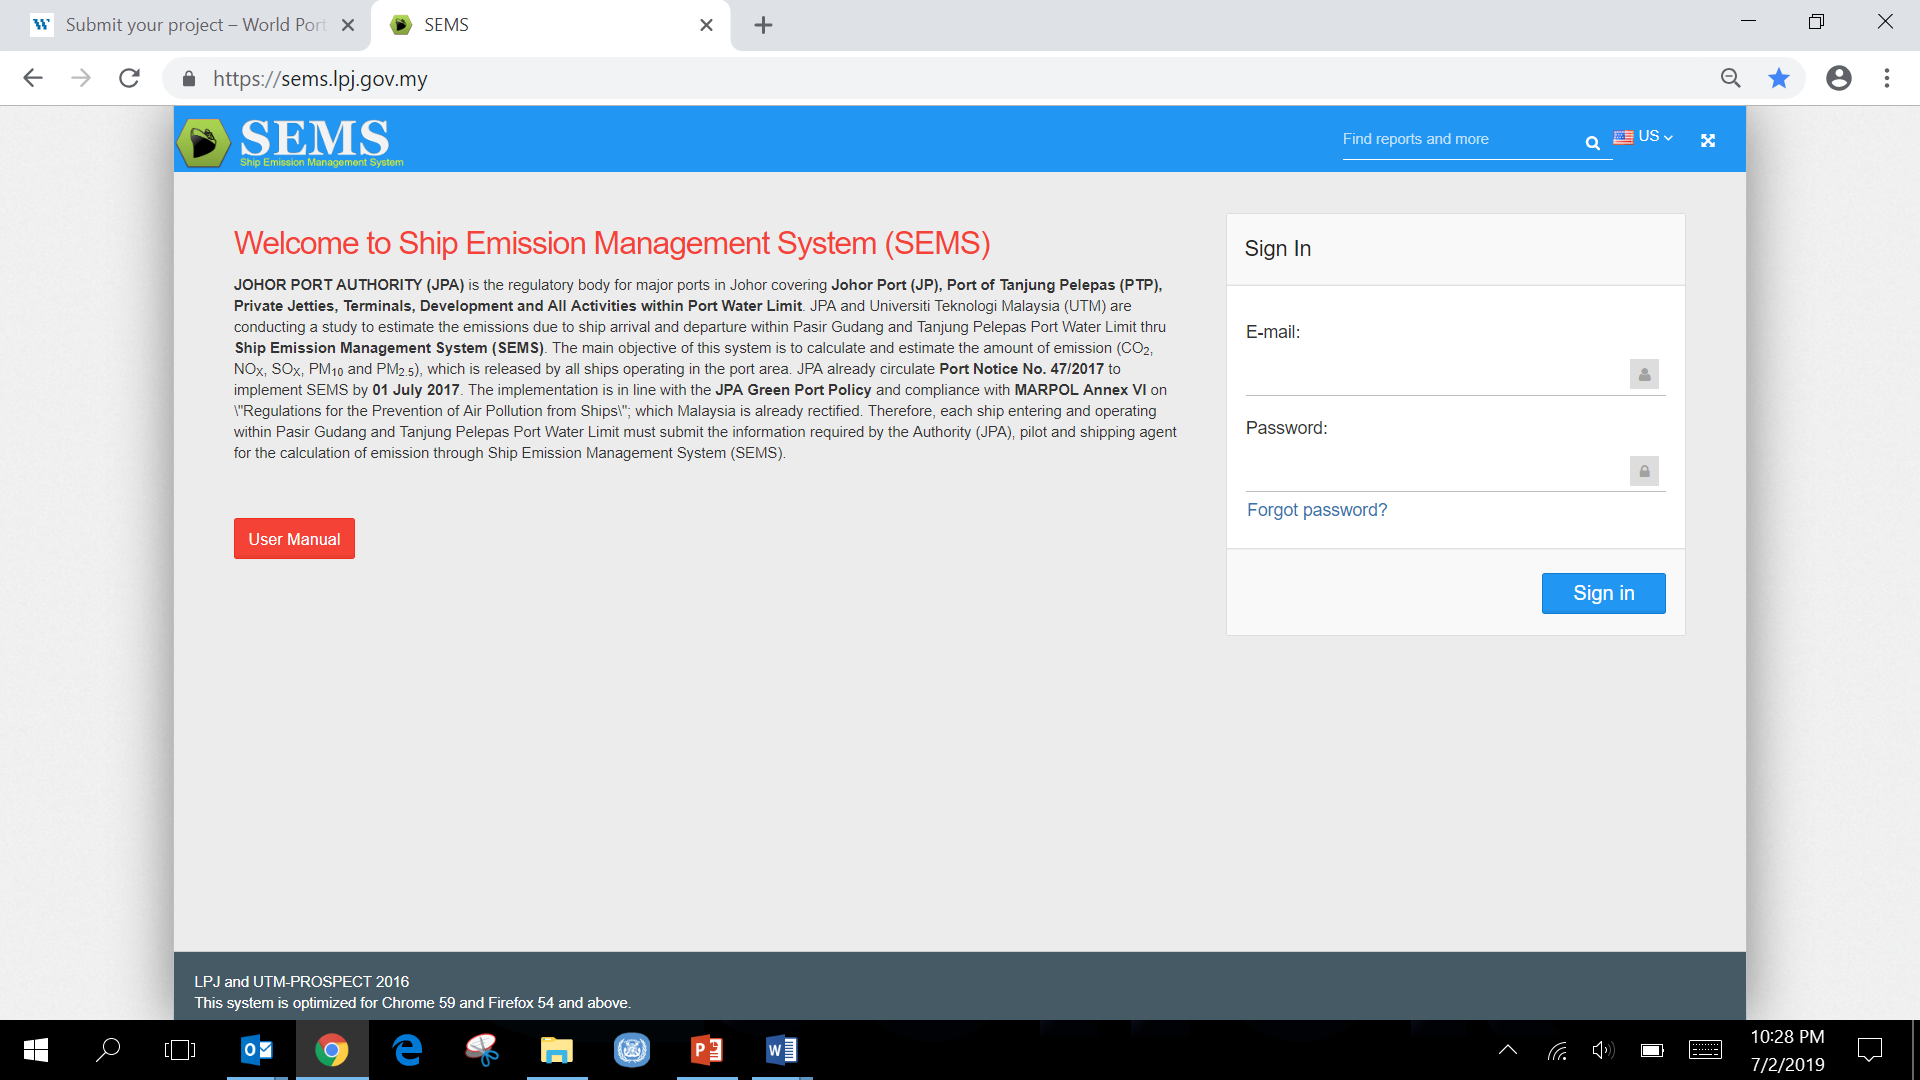 Submit your project – World Port
SEMS
https://sems.lpj.gov.my
SEMS
Ship Emission Management System
Find reports and more
US
Welcome to Ship Emission Management System (SEMS)
JOHOR PORT AUTHORITY (JPA) is the regulatory body for major ports in Johor covering Johor Port (JP), Port of Tanjung Pelepas (PTP),
Private Jetties, Terminals, Development and All Activities within Port Water Limit. JPA and Universiti Teknologi Malaysia (UTM) are
conducting a study to estimate the emissions due to ship arrival and departure within Pasir Gudang and Tanjung Pelepas Port Water Limit thru
Ship Emission Management System (SEMS). The main objective of this system is to calculate and estimate the amount of emission (CO2,
NOX, SOX, PM10 and PM2.5), which is released by all ships operating in the port area. JPA already circulate Port Notice No. 47/2017 to
implement SEMS by 01 July 2017. The implementation is in line with the JPA Green Port Policy and compliance with MARPOL Annex VI on
\"Regulations for the Prevention of Air Pollution from Ships\"; which Malaysia is already rectified. Therefore, each ship entering and operating
within Pasir Gudang and Tanjung Pelepas Port Water Limit must submit the information required by the Authority (JPA), pilot and shipping agent
for the calculation of emission through Ship Emission Management System (SEMS).
User Manual
Sign In
E-mail:
Password:
Forgot password?
Sign in
LPJ and UTM-PROSPECT 2016
This system is optimized for Chrome 59 and Firefox 54 and above.
10:28 PM
7/2/2019